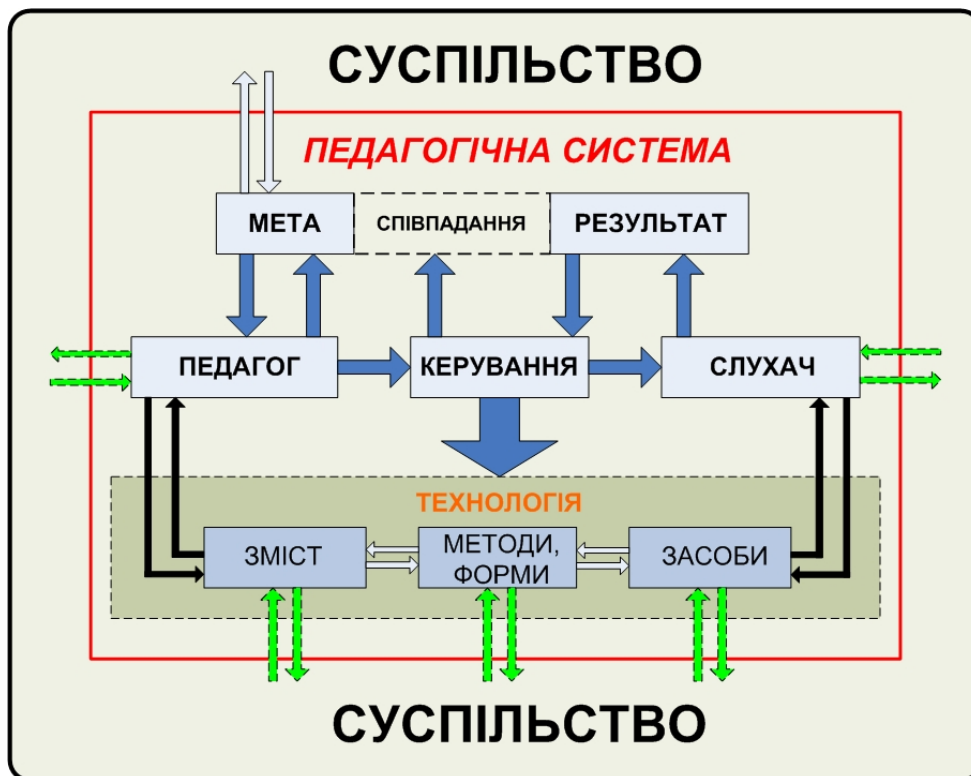 СУСПІЛЬСТВО
ПЕДАГОГІЧНА СИСТЕМА
МЕТА
СПІВПАДАННЯ
РЕЗУЛЬТАТ
ПЕДАГОГ
КЕРУВАННЯ
СЛУХАЧ
ТЕХНОЛОГІЯ
ЗМІСТ
МЕТОДИ,
ФОРМИ
ЗАСОБИ
СУСПІЛЬСТВО